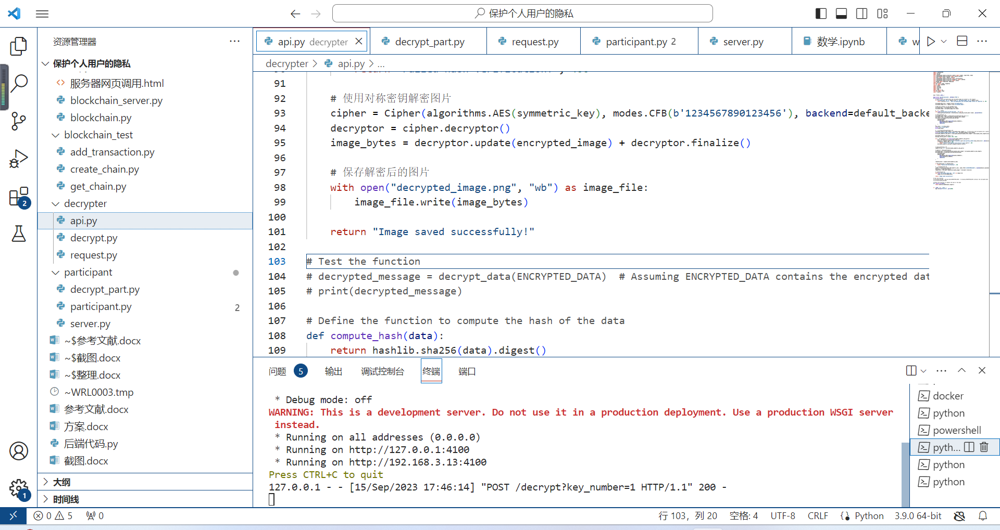 保护个人用户的隐私
资源管理器
保护个人用户的隐私
服务器网页调用.html
blockchain_server.py
blockchain.py
blockchain_test
add_transaction.py
create_chain.py
get_chain.py
decrypter
api.py
decrypt.py
request.py
participant
decrypt_part.py
participant.py 2
server.py
~$参考文献.docx
~$截图.docx
~$整理.docx
~WRL0003.tmp
参考文献.docx
方案.docx
后端代码.py
截图.docx
大纲
时间线
2
1
api.py decrypter
decrypt_part.py
request.py
participant.py 2
server.py
数学.ipynb
w
decrypter > api.py > ...
91
92 # 使用对称密钥解密图片
93 cipher = Cipher(algorithms.AES(symmetric_key), modes.CFB(b'1234567890123456'), backend=default_backe
94 decryptor = cipher.decryptor()
95 image_bytes = decryptor.update(encrypted_image) + decryptor.finalize()
96
97 # 保存解密后的图片
98 with open("decrypted_image.png", "wb") as image_file:
99 image_file.write(image_bytes)
100
101 return "Image saved successfully!"
102
103 # Test the function
104 # decrypted_message = decrypt_data(ENCRYPTED_DATA)  # Assuming ENCRYPTED_DATA contains the encrypted dat
105 # print(decrypted_message)
106
107 # Define the function to compute the hash of the data
108 def compute_hash(data):
109 return hashlib.sha256(data).digest()
问题 5 输出 调试控制台 终端 端口
* Debug mode: off
WARNING: This is a development server. Do not use it in a production deployment. Use a production WSGI server
instead.
* Running on all addresses (0.0.0.0)
* Running on http://127.0.0.1:4100
* Running on http://192.168.3.13:4100
Press CTRL+C to quit
127.0.0.1 - - [15/Sep/2023 17:46:14] "POST /decrypt?key_number=1 HTTP/1.1" 200 -
docker
python
powershell
pyth...
python
python
0 5 0 行 103，列 20 空格: 4 UTF-8 CRLF Python 3.9.0 64-bit